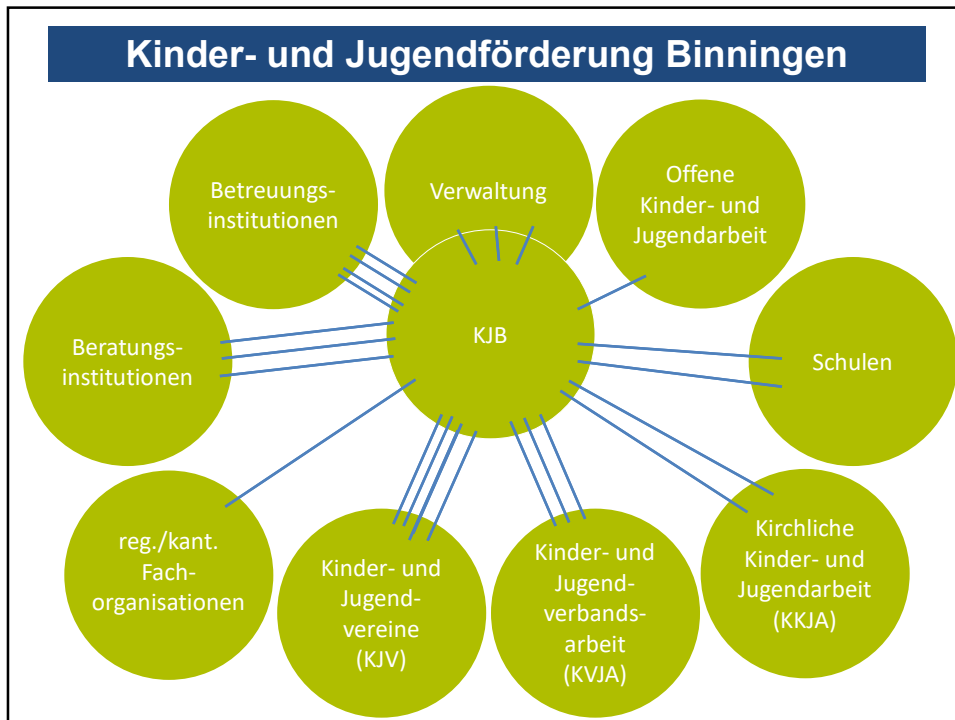 Kinder- und Jugendförderung Binningen
Betreuungs-
institutionen
Verwaltung
Offene
Kinder- und
Jugendarbeit
Beratungs-
institutionen
KJB
Schulen
reg./kant.
Fach-
organisationen
Kinder- und
Jugend-
vereine
(KJV)
Kinder- und
Jugend-
verbands-
arbeit
(KVJA)
Kirchliche
Kinder- und
Jugendarbeit
(KKJA)